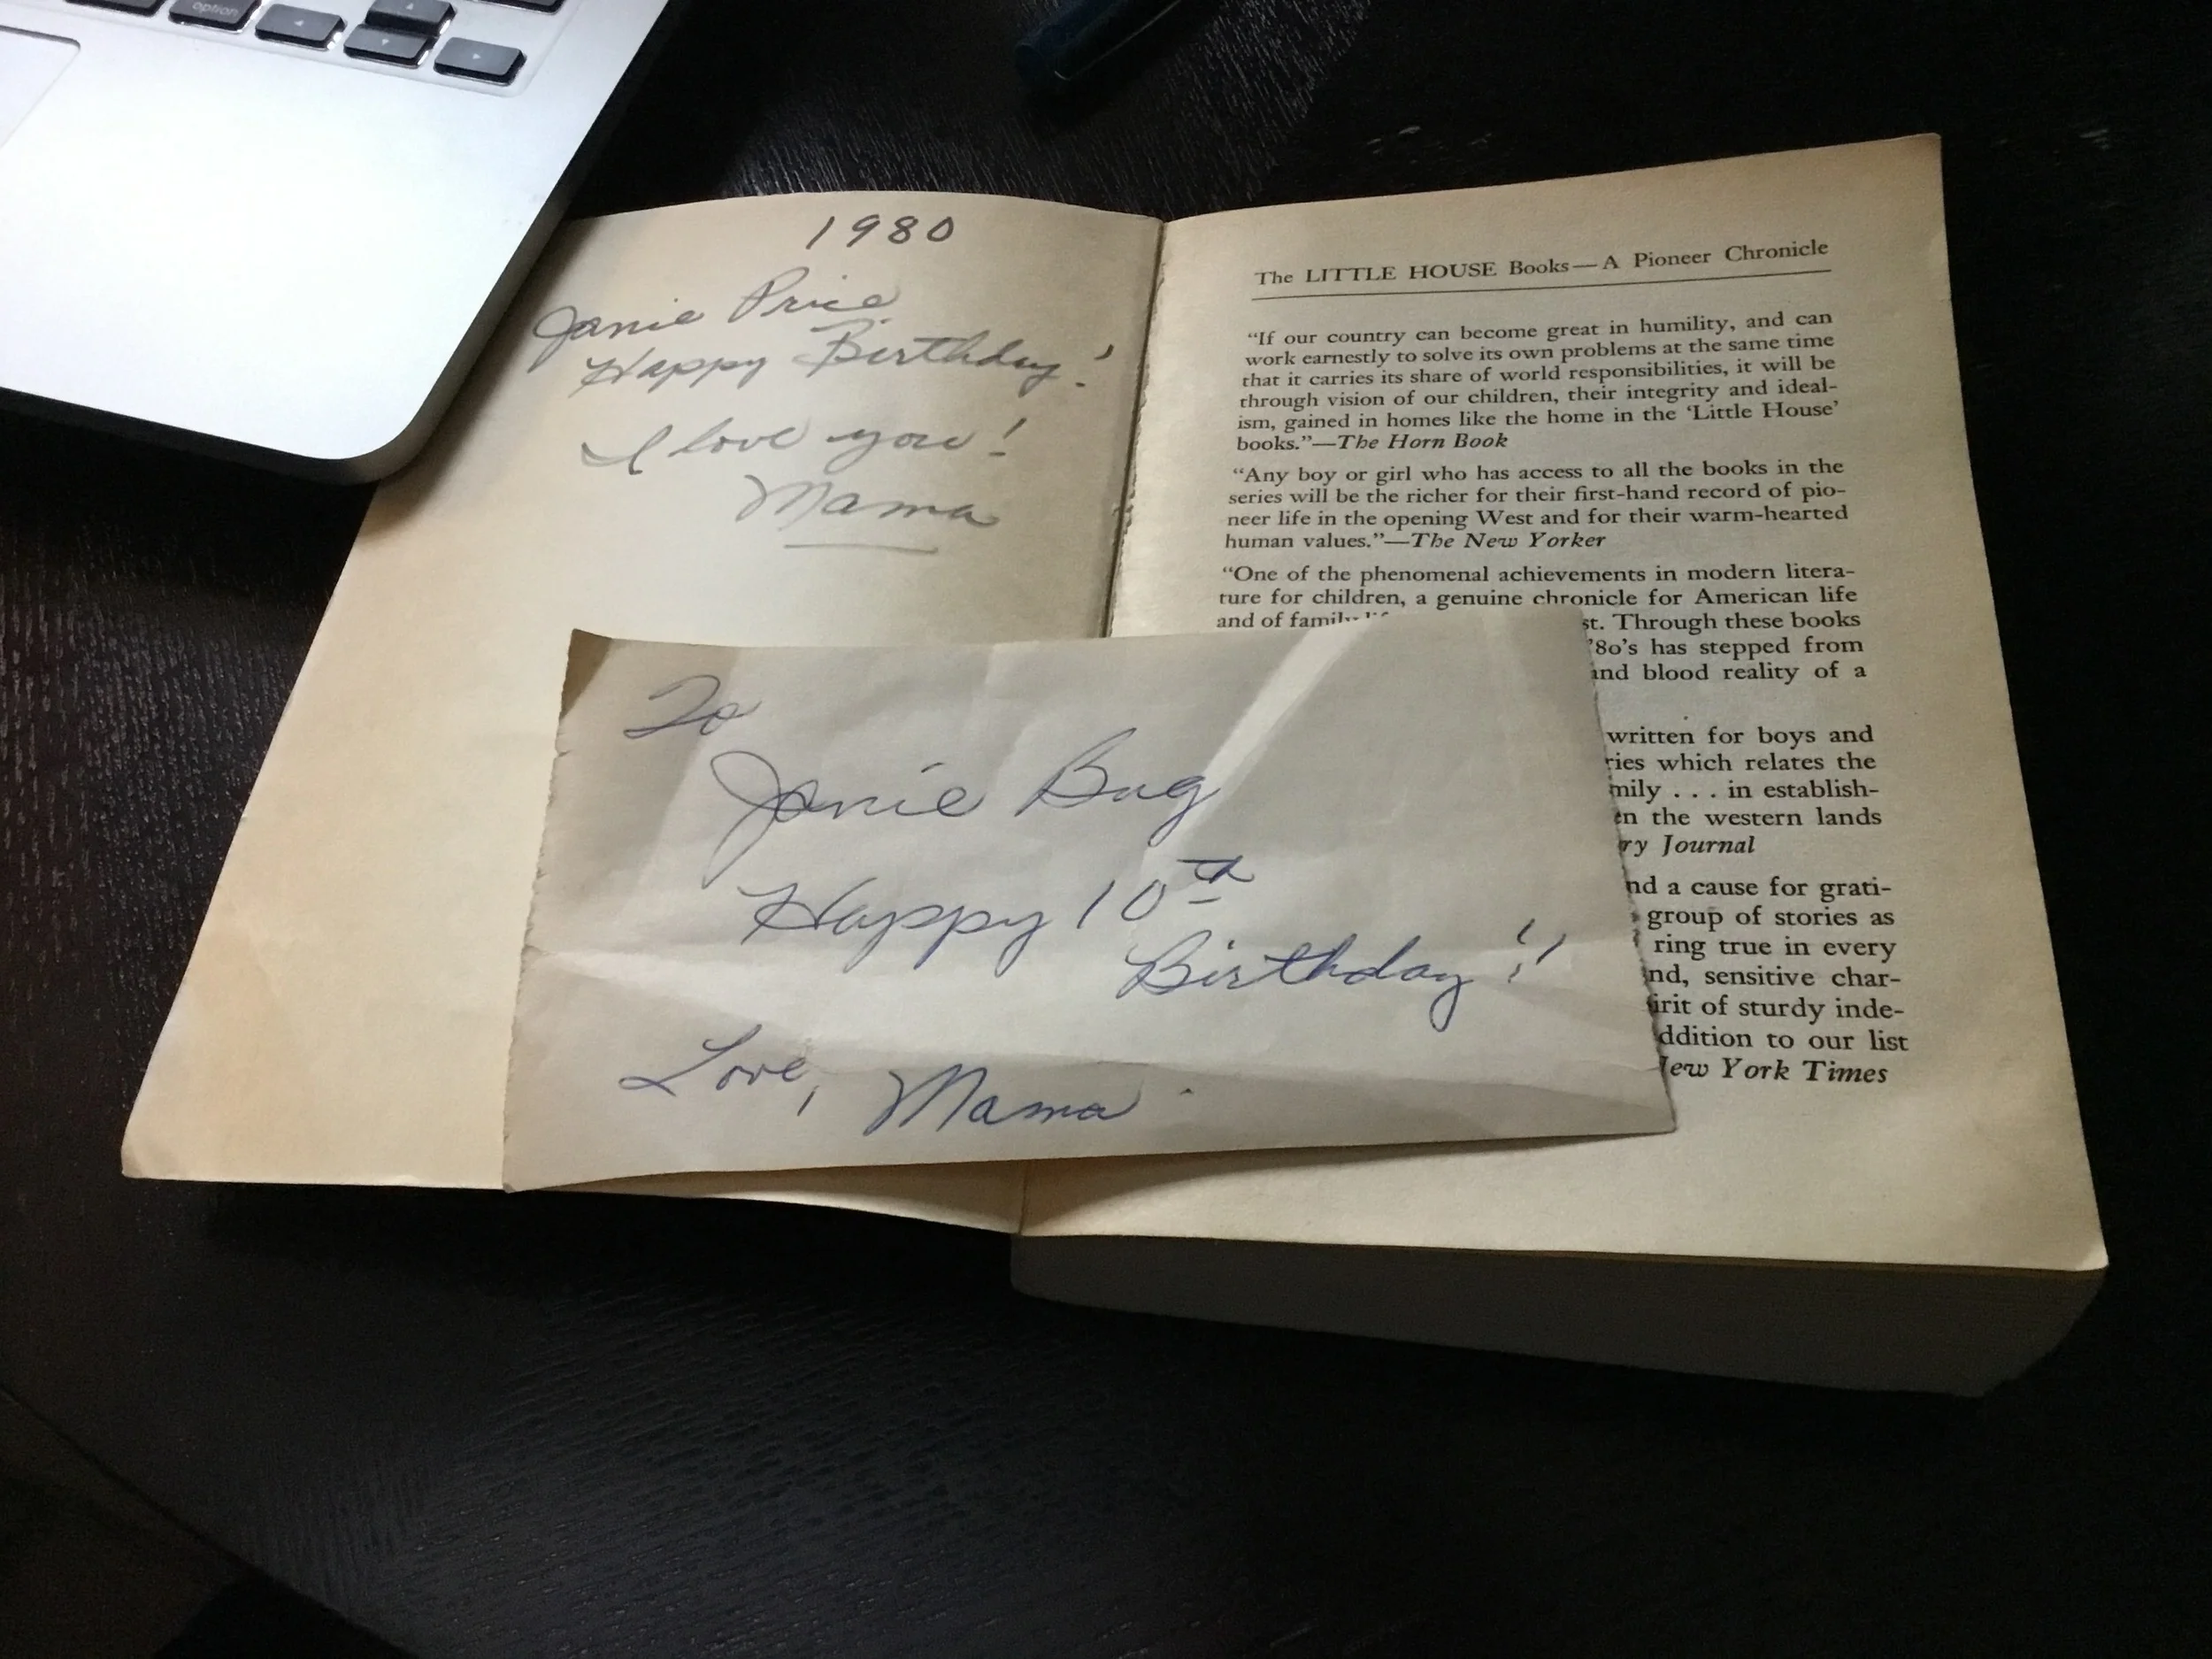 option
1980
Janie Price
Happy Birthday!
I love you!
Mama
The LITTLE HOUSE Books—A Pioneer Chronicle
“If our country can become great in humility, and can
work earnestly to solve its own problems at the same time
that it carries its share of world responsibilities, it will be
through vision of our children, their integrity and ideal-
ism, gained in homes like the home in the ‘Little House’
books.”—The Horn Book
“Any boy or girl who has access to all the books in the
series will be the richer for their first-hand record of pio-
neer life in the opening West and for their warm-hearted
human values.”—The New Yorker
“One of the phenomenal achievements in modern litera-
ture for children, a genuine chronicle for American life
and of family st. Through these books
’80’s has stepped from
and blood reality of a
written for boys and
ries which relates the
mily . . . in establish-
en the western lands
ry Journal
nd a cause for grati-
group of stories as
ring true in every
nd, sensitive char-
irit of sturdy inde-
ddition to our list
New York Times
To
Janie Bug
Happy 10th
Birthday!!
Love, Mama